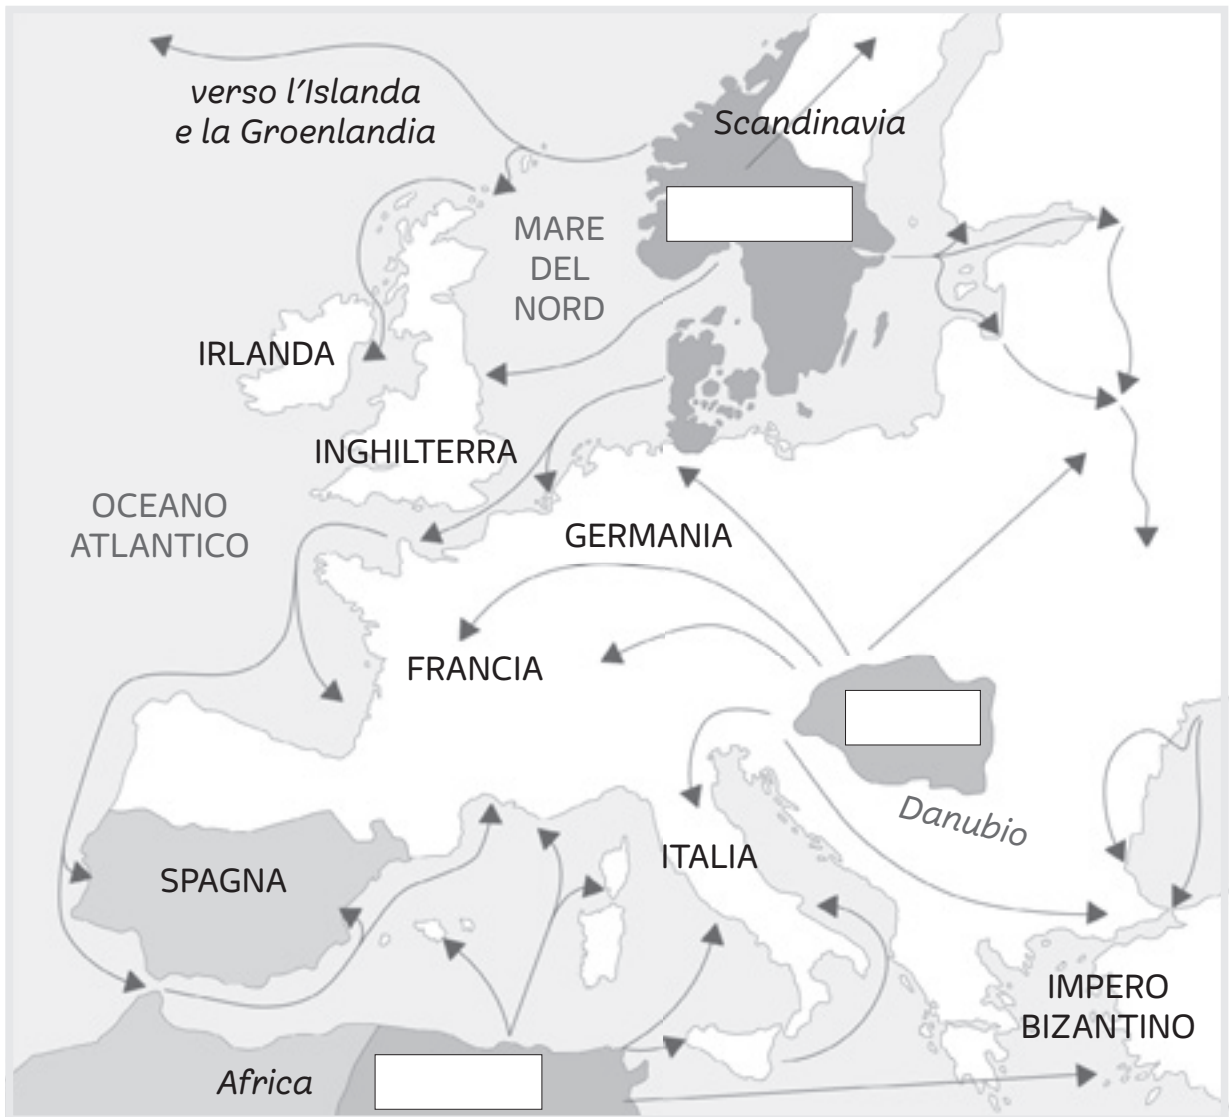 verso l'Islanda
e la Groenlandia
Scandinavia
MARE
DEL
NORD
IRLANDA
INGHILTERRA
OCEANO
ATLANTICO
GERMANIA
FRANCIA
Danubio
ITALIA
SPAGNA
IMPERO
BIZANTINO
Africa